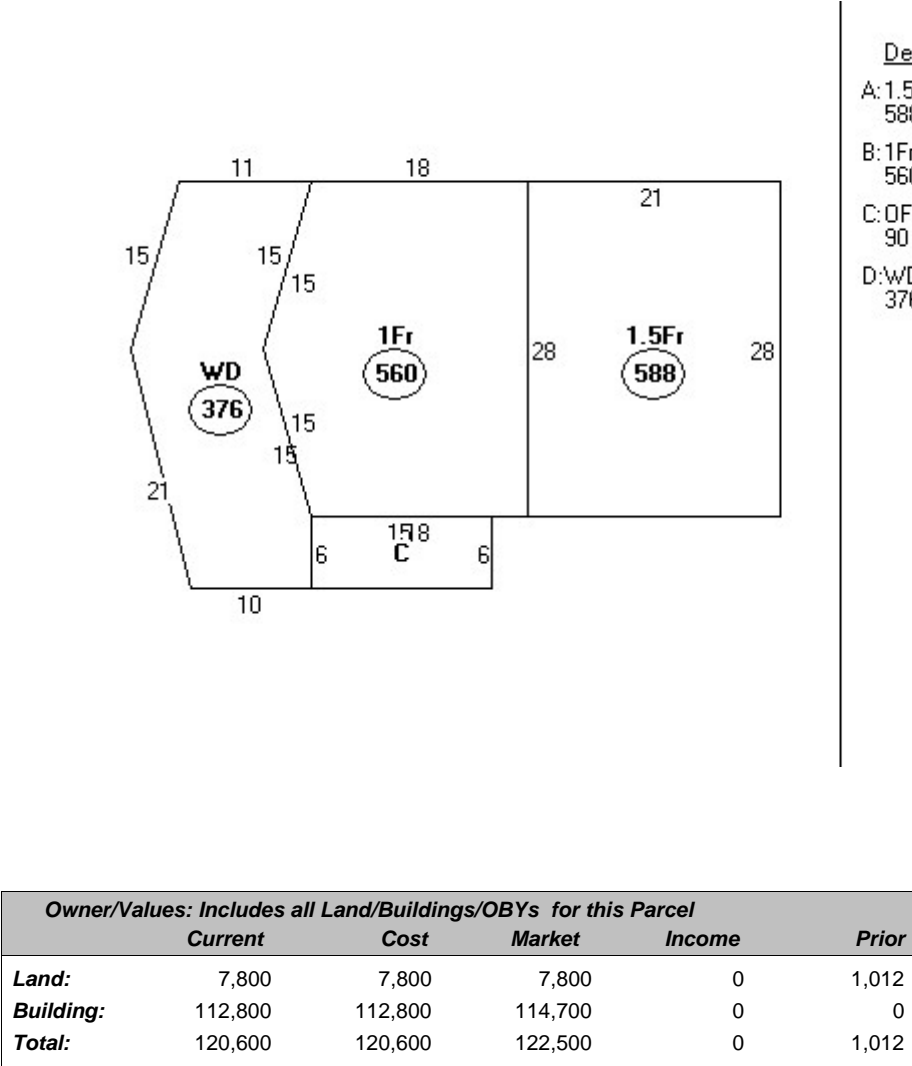 De
A:1.5
588
B:1Fr
560
C:OF
90
D:WD
376
11 18
21
15 15
15
1Fr
560
28
1.5Fr
588
28
WD
376
15
15
21
15 18
6 C 6
10
Owner/Values: Includes all Land/Buildings/OBYs for this Parcel
Current Cost Market Income Prior
Land: 7,800 7,800 7,800 0 1,012
Building: 112,800 112,800 114,700 0 0
Total: 120,600 120,600 122,500 0 1,012